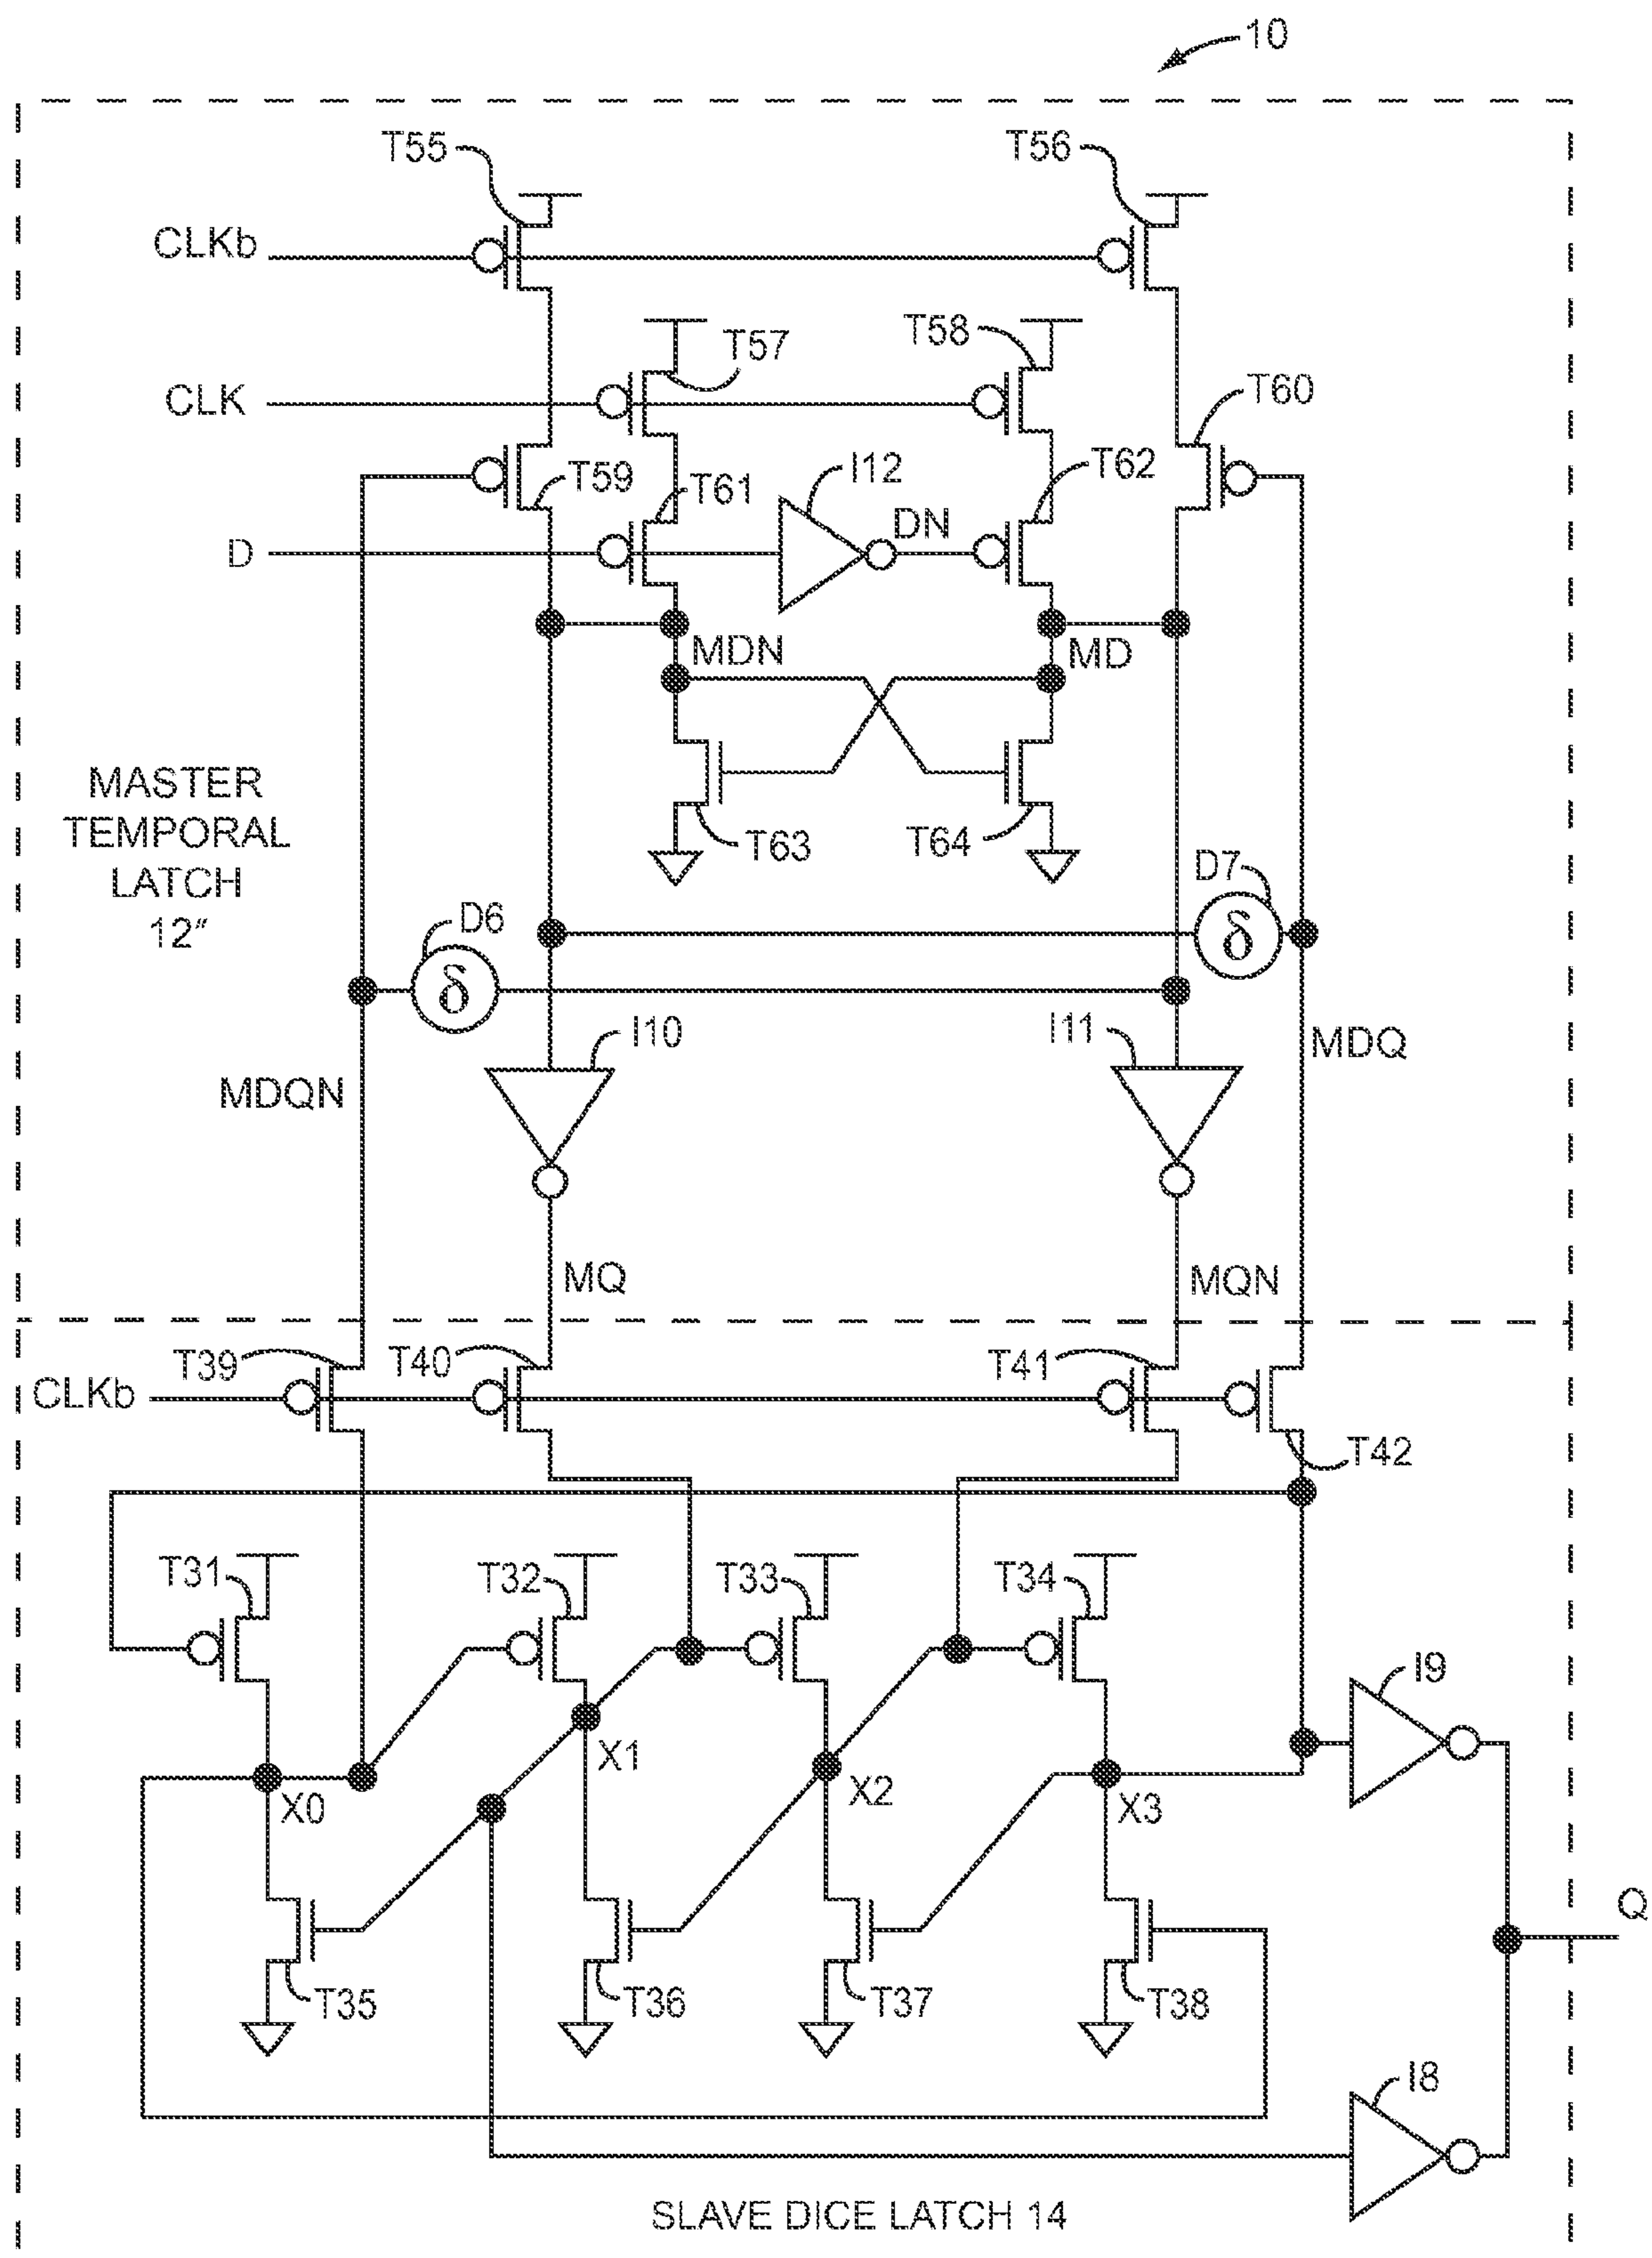 10
T55
T56
CLKb
T57
T58
CLK
T60
T59
T61
I12
DN
T62
D
MDN
MD
MASTER
TEMPORAL
LATCH
12″
T63
T64
D6
δ
D7
δ
I10
I11
MDQN
MDQ
MQ
MQN
T39
T40
T41
CLKb
T42
T31
T32
T33
T34
I9
X0
X1
X2
X3
Q
T35
T36
T37
T38
I8
SLAVE DICE LATCH 14